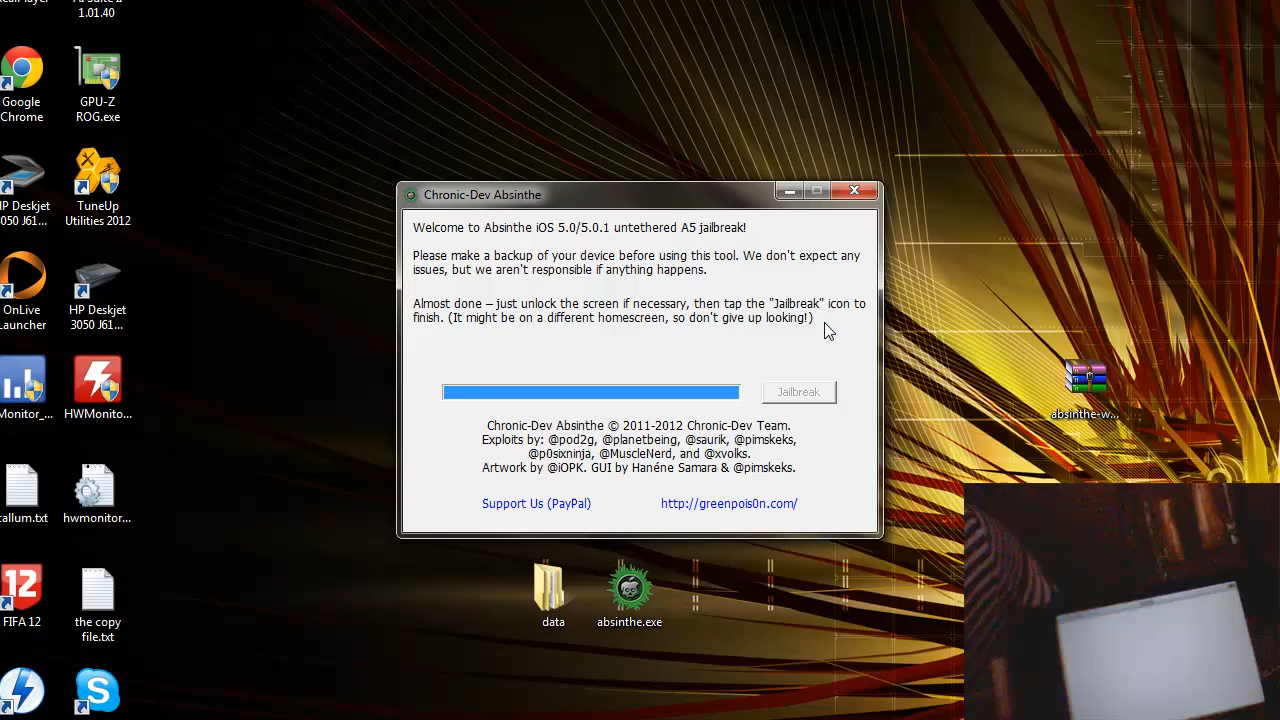 1.01.40
Google
Chrome
GPU-Z
ROG.exe
HP Deskjet
3050 J61...
TuneUp
Utilities 2012
OnLive
Launcher
HP Deskjet
3050 J61...
Monitor_...
HWMonito...
callum.txt
hwmonitor...
FIFA 12
12
the copy
file.txt
Chronic-Dev Absinthe
Welcome to Absinthe iOS 5.0/5.0.1 untethered A5 jailbreak!
Please make a backup of your device before using this tool. We don't expect any
issues, but we aren't responsible if anything happens.
Almost done – just unlock the screen if necessary, then tap the "Jailbreak" icon to
finish. (It might be on a different homescreen, so don't give up looking!)
Jailbreak
Chronic-Dev Absinthe © 2011-2012 Chronic-Dev Team.
Exploits by: @pod2g, @planetbeing, @saurik, @pimskeks,
@p0sixninja, @MuscleNerd, and @xvolks.
Artwork by @iOPK. GUI by Hanéne Samara & @pimskeks.
Support Us (PayPal)
http://greenpois0n.com/
data
absinthe.exe
absinthe-w...